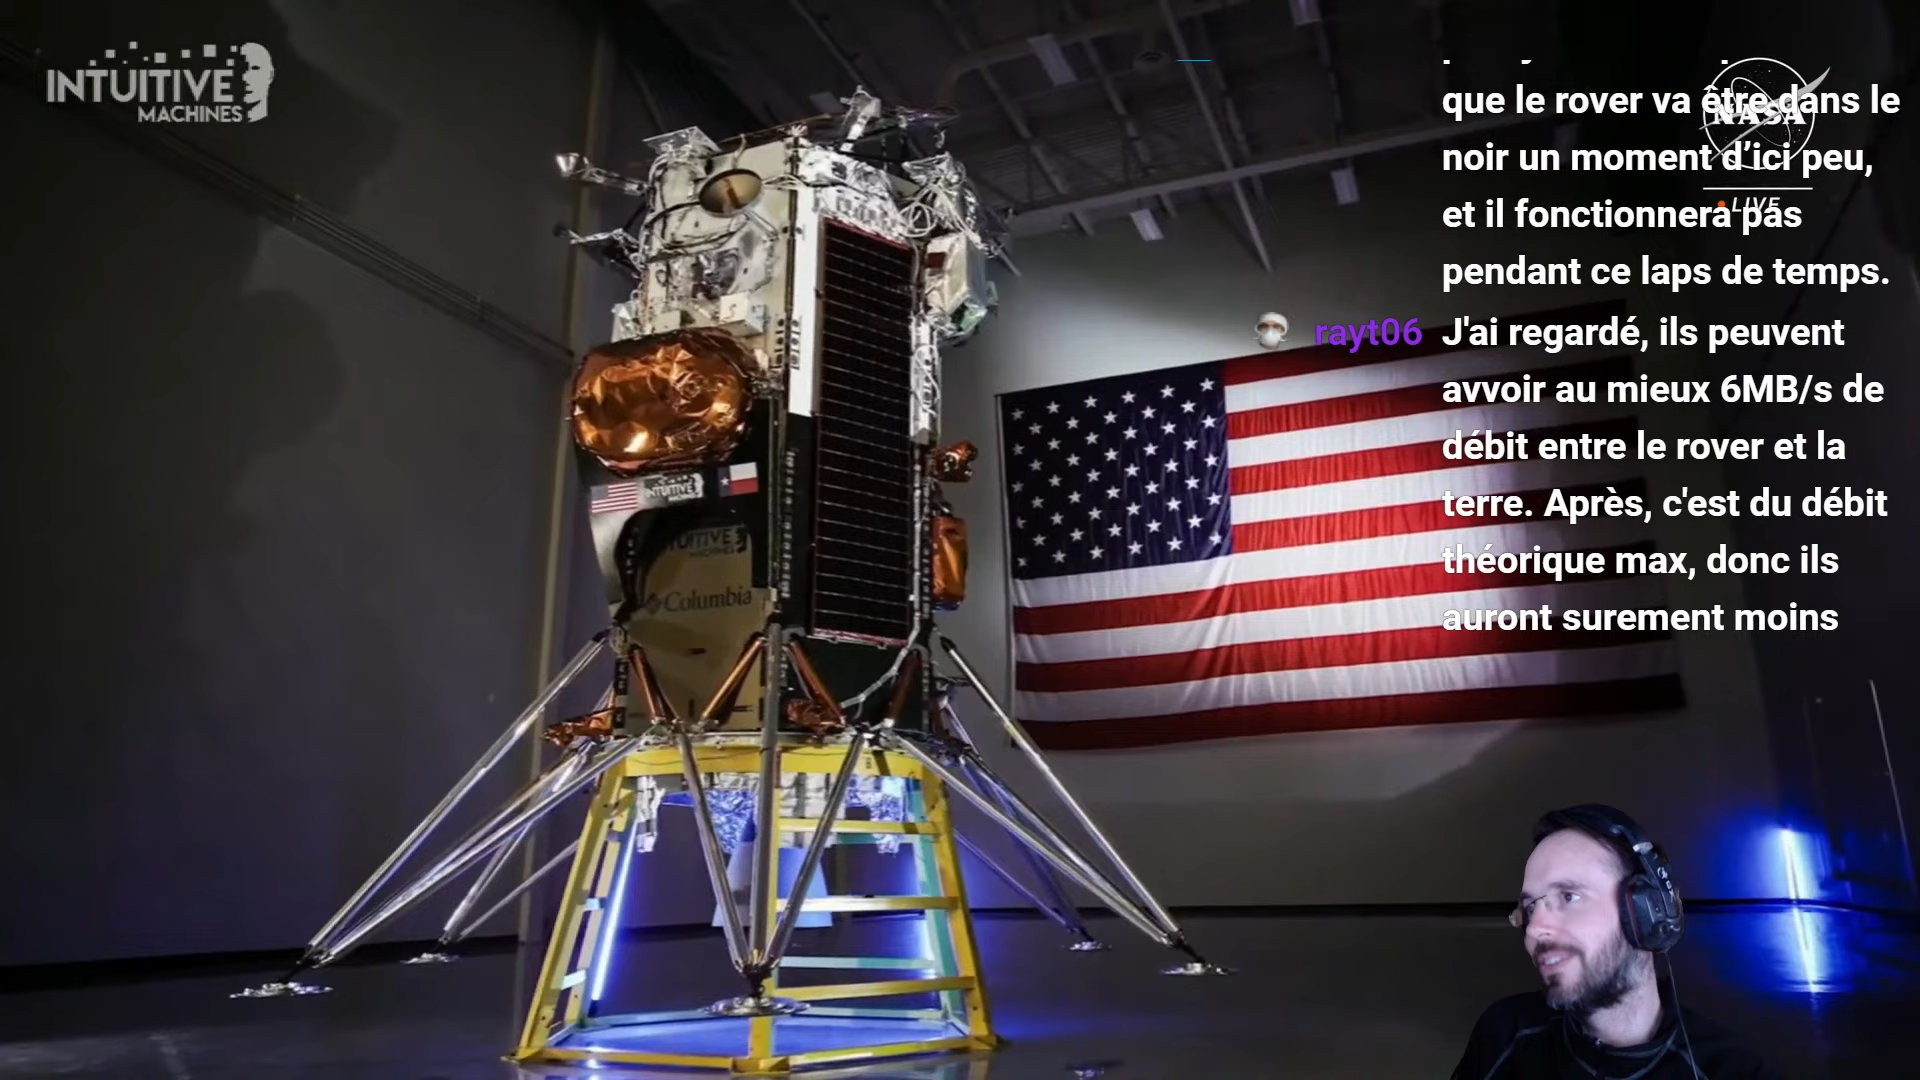 INTUITIVE
MACHINES
que le rover va être dans le
noir un moment d'ici peu,
et il fonctionnera pas
pendant ce laps de temps.
NASA
LIVE
rayt06 J'ai regardé, ils peuvent
avvoir au mieux 6MB/s de
débit entre le rover et la
terre. Après, c'est du débit
théorique max, donc ils
auront surement moins
INTUITIVE
Columbia